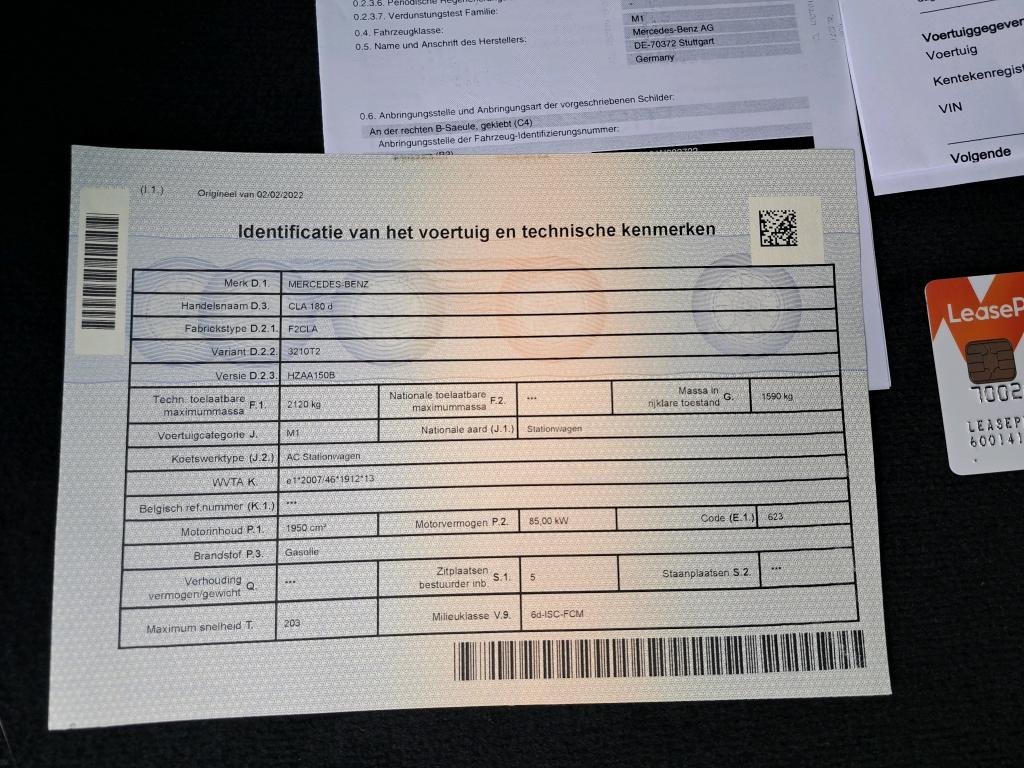 0.2.3.6. Periodische
0.2.3.7. Verdunstungstest Familie: -
0.4. Fahrzeugklasse: M1
0.5. Name und Anschrift des Herstellers: Mercedes-Benz AG
DE-70372 Stuttgart
Germany
0.6. Anbringungsstelle und Anbringungsart der vorgeschriebenen Schilder:
An der rechten B-Saeule, geklebt (C4)
Anbringungsstelle der Fahrzeug-Identifizierungsnummer:
Voertuiggegeven
Voertuig
Kentekenregist
VIN
Volgende
(I.1.) Origineel van 02/02/2022
Identificatie van het voertuig en technische kenmerken
Merk D.1. MERCEDES-BENZ
Handelsnaam D.3. CLA 180 d
Fabriekstype D.2.1. F2CLA
Variant D.2.2. 3210T2
Versie D.2.3. HZAA150B
Techn. toelaatbare maximummassa F.1. 2120 kg Nationale toelaatbare maximummassa F.2. *** Massa in rijklare toestand G. 1590 kg
Voertuigcategorie J. M1 Nationale aard (J.1.) Stationwagen
Koetswerktype (J.2.) AC Stationwagen
WVTA K. e1*2007/46*1912*13
Belgisch ref.nummer (K.1.) ***
Motorinhoud P.1. 1950 cm³ Motorvermogen P.2. 85,00 kW Code (E.1.) 623
Brandstof P.3. Gasolie
Verhouding vermogen/gewicht Q. *** Zitplaatsen bestuurder inb. S.1. 5 Staanplaatsen S.2. ***
Maximum snelheid T. 203 Milieuklasse V.9. 6d-ISC-FCM
LeaseP
7002
LEASEP
600141